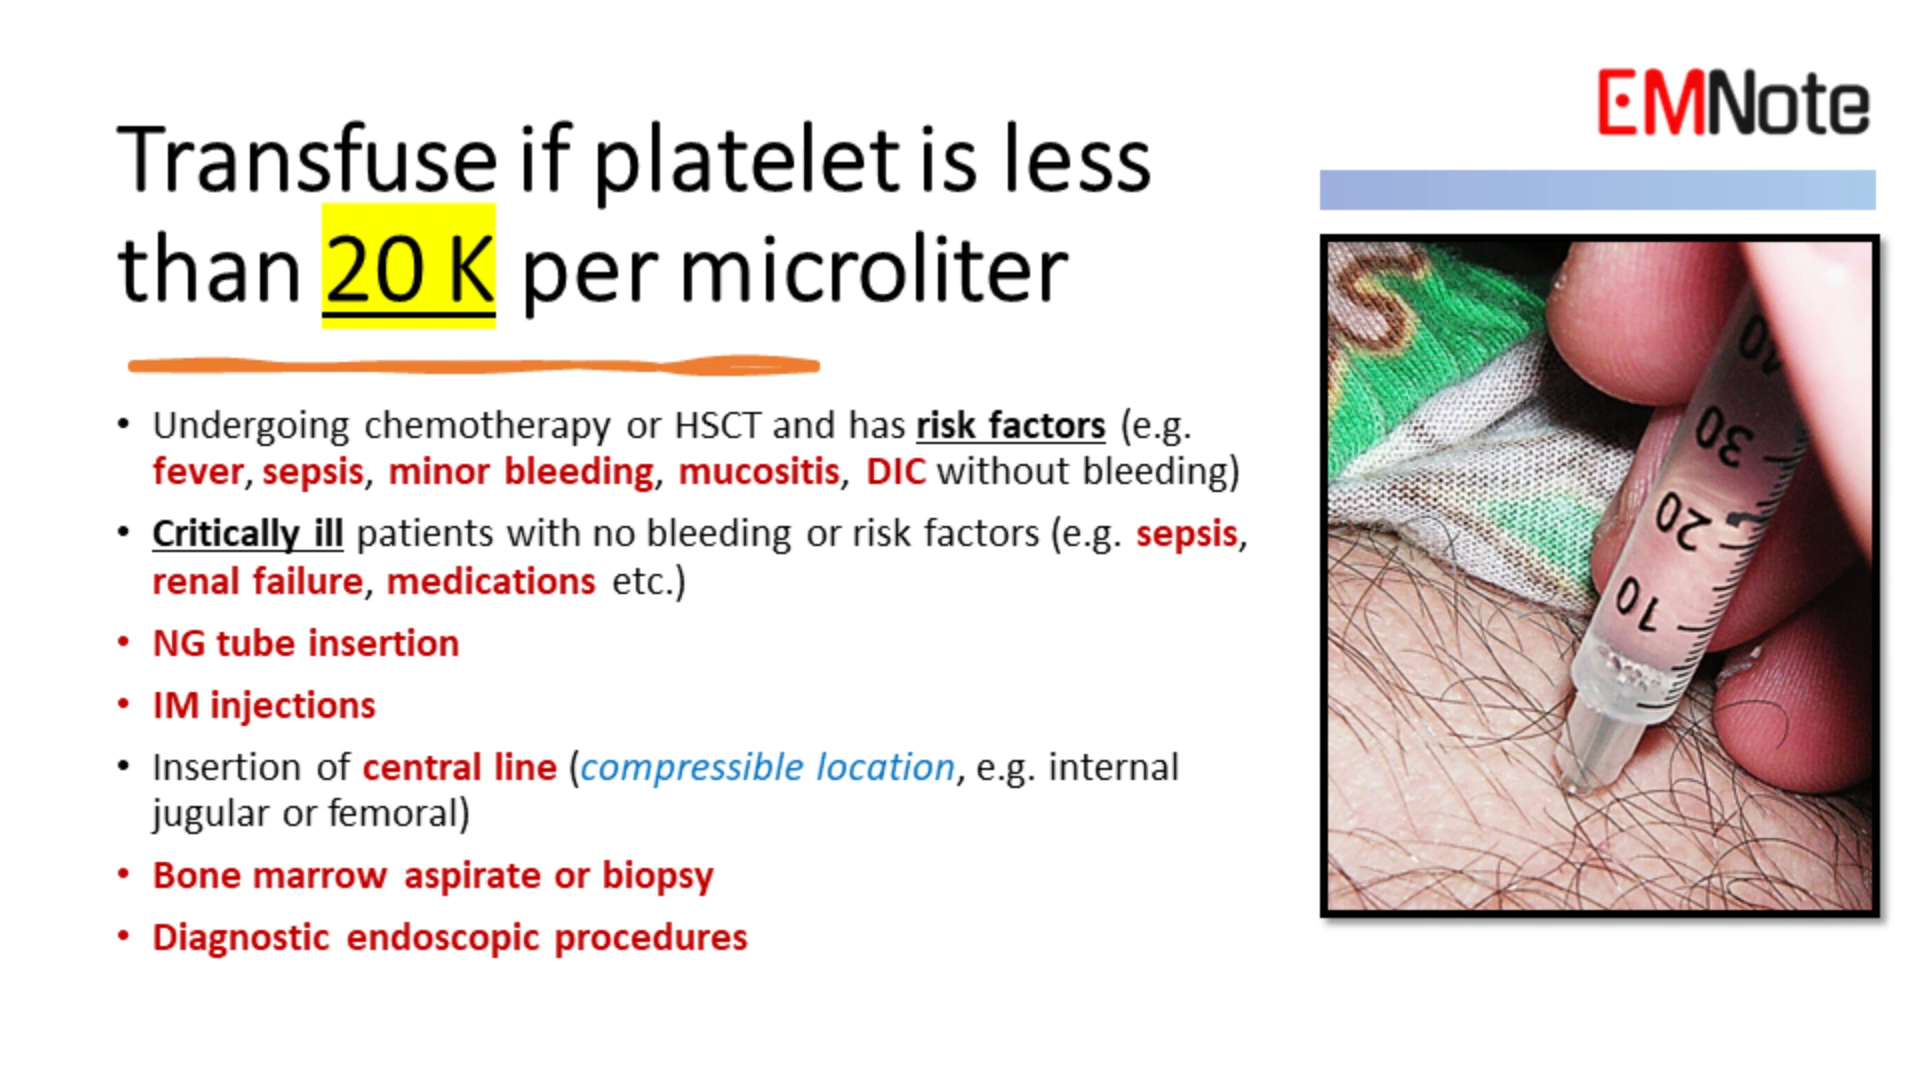 EMNote
Transfuse if platelet is less
than 20 K per microliter
• Undergoing chemotherapy or HSCT and has risk factors (e.g.
fever, sepsis, minor bleeding, mucositis, DIC without bleeding)
• Critically ill patients with no bleeding or risk factors (e.g. sepsis,
renal failure, medications etc.)
• NG tube insertion
• IM injections
• Insertion of central line (compressible location, e.g. internal
jugular or femoral)
• Bone marrow aspirate or biopsy
• Diagnostic endoscopic procedures
40
30
20
10